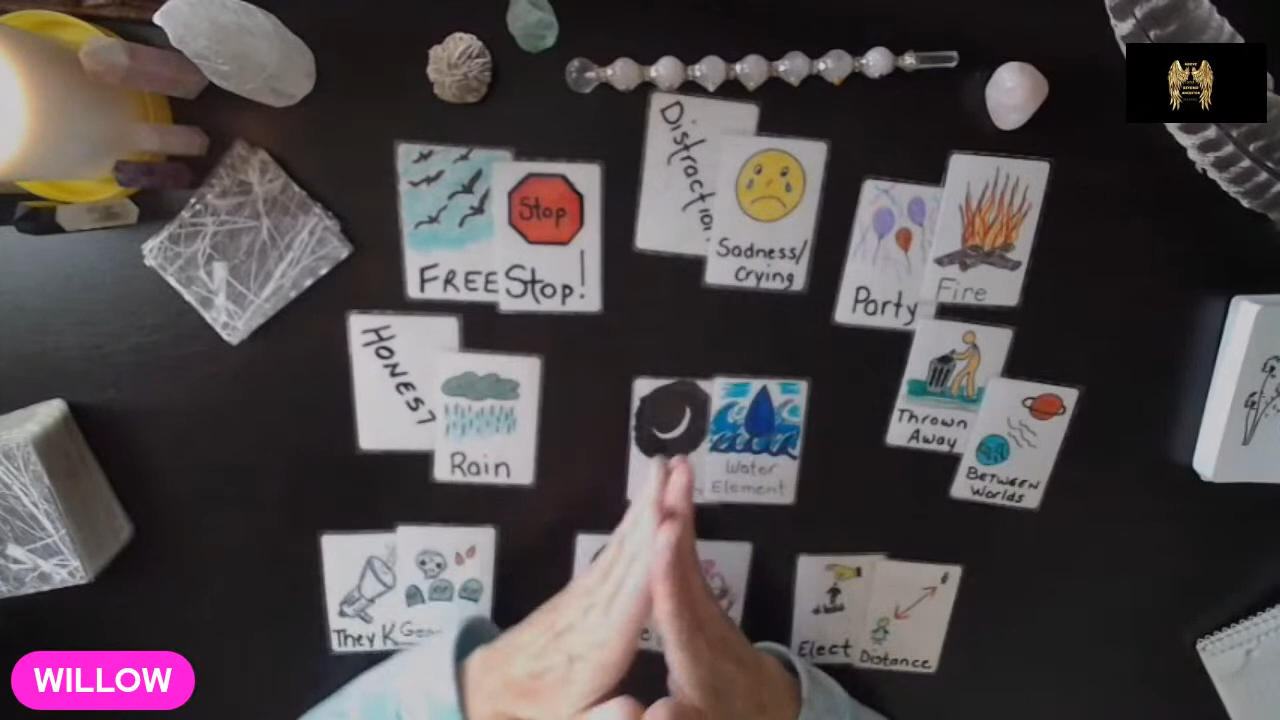 FREE
Stop
Stop!
Distraction
Sadness/
Crying
Party
Fire
HONEST
Rain
Water
Element
Thrown
Away
BETWEEN
Worlds
They K
Elect
Distance
WILLOW